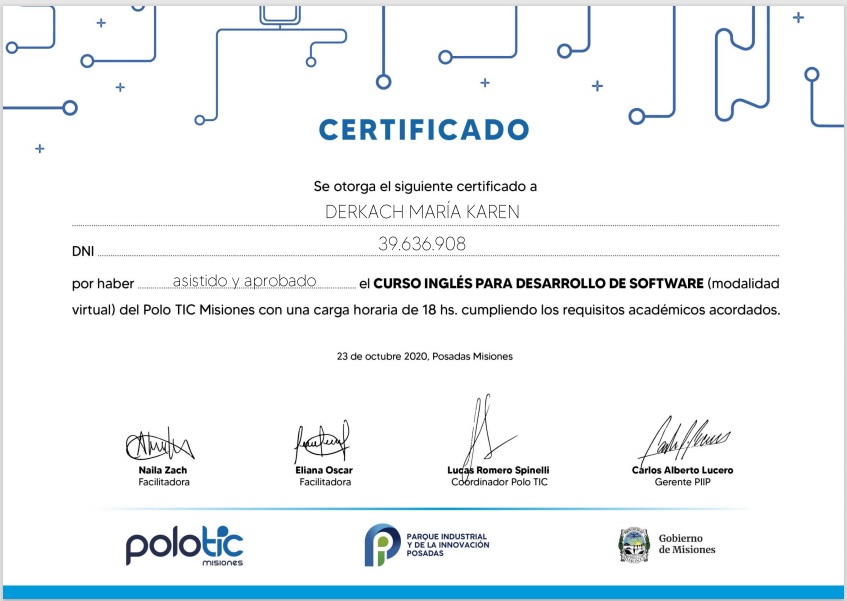 CERTIFICADO
Se otorga el siguiente certificado a
DERKACH MARÍA KAREN
DNI 39.636.908
por haber asistido y aprobado el CURSO INGLÉS PARA DESARROLLO DE SOFTWARE (modalidad
virtual) del Polo TIC Misiones con una carga horaria de 18 hs. cumpliendo los requisitos académicos acordados.
23 de octubre 2020, Posadas Misiones
Naila Zach
Facilitadora
Eliana Oscar
Facilitadora
Lucas Romero Spinelli
Coordinador Polo TIC
Carlos Alberto Lucero
Gerente PIIP
polotic
misiones
PARQUE INDUSTRIAL
Y DE LA INNOVACIÓN
POSADAS
Gobierno
de Misiones